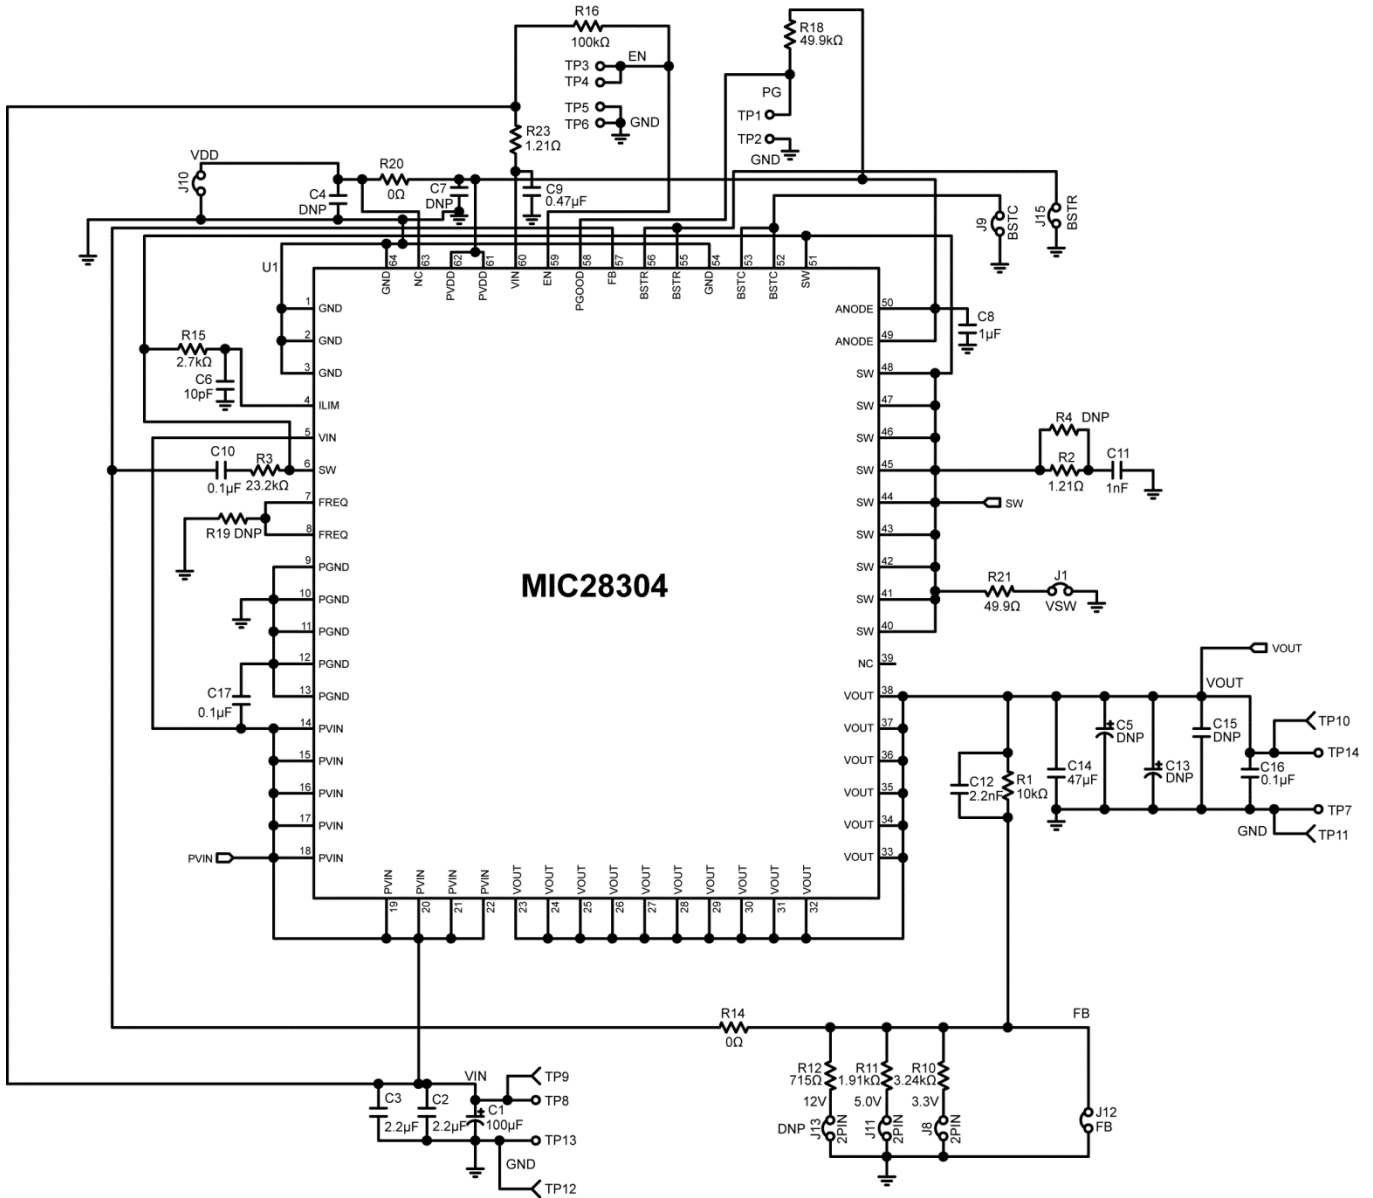 R16
100kΩ
R18
49.9kΩ
EN
TP3
TP4
TP5
TP6
GND
PG
TP1
TP2
GND
R23
1.21Ω
VDD
J10
R20
0Ω
C4
DNP
C7
DNP
C9
0.47µF
J9
BSTC
J15
BSTR
U1
GND
64
NC
63
PVDD
62
PVDD
61
VIN
60
EN
59
PGOOD
58
FB
57
BSTR
56
BSTR
55
GND
54
BSTC
53
BSTC
52
SW
51
1
GND
2
GND
3
GND
4
ILIM
5
VIN
6
SW
7
FREQ
8
FREQ
9
PGND
10
PGND
11
PGND
12
PGND
13
PGND
14
PVIN
15
PVIN
16
PVIN
17
PVIN
18
PVIN
R15
2.7kΩ
C6
10pF
C10
0.1µF
R3
23.2kΩ
R19 DNP
C17
0.1µF
PVIN
MIC28304
ANODE
50
ANODE
49
SW
48
SW
47
SW
46
SW
45
SW
44
SW
43
SW
42
SW
41
SW
40
NC
39
VOUT
38
VOUT
37
VOUT
36
VOUT
35
VOUT
34
VOUT
33
C8
1µF
R4 DNP
R2
1.21Ω
C11
1nF
SW
R21
49.9Ω
J1
VSW
VOUT
VOUT
C12
2.2nF
R1
10kΩ
C14
47µF
C5
DNP
C13
DNP
C15
DNP
C16
0.1µF
TP10
TP14
TP7
TP11
GND
PVIN
19
PVIN
20
PVIN
21
PVIN
22
VOUT
23
VOUT
24
VOUT
25
VOUT
26
VOUT
27
VOUT
28
VOUT
29
VOUT
30
VOUT
31
VOUT
32
R14
0Ω
FB
R12
715Ω
12V
R11
1.91kΩ
5.0V
R10
3.24kΩ
3.3V
DNP
J13
2PIN
J11
2PIN
J8
2PIN
J12
FB
VIN
C3
2.2µF
C2
2.2µF
C1
100µF
TP9
TP8
TP13
GND
TP12